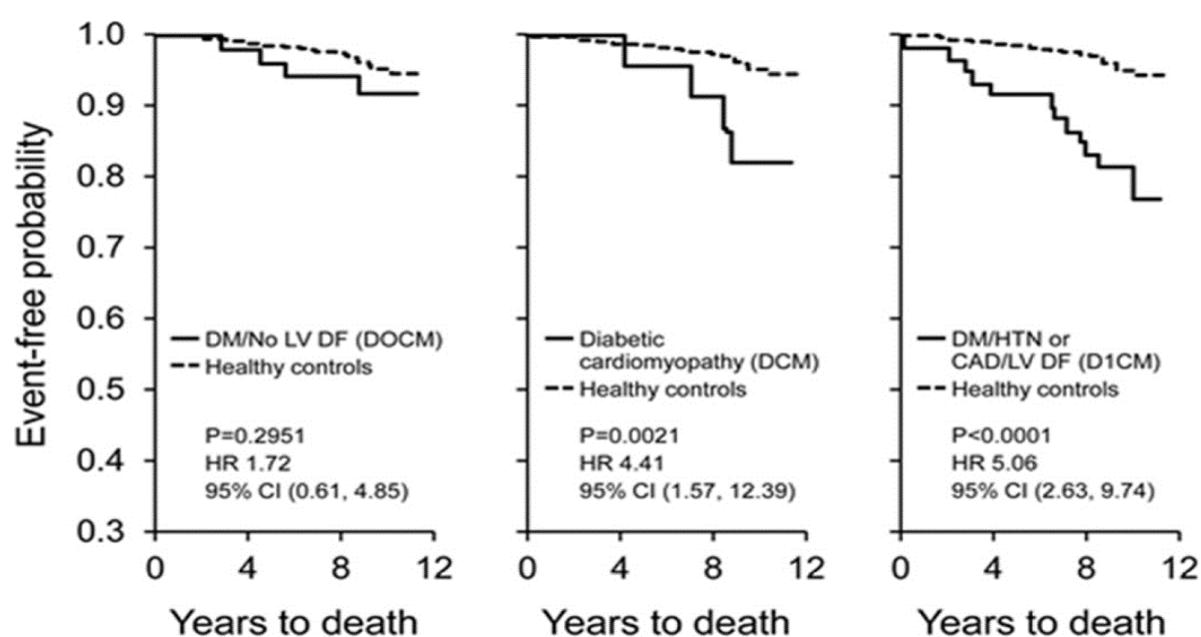 Event-free probability
1.0
0.9
0.8
0.7
0.6
0.5
0.4
0.3
DM/No LV DF (DOCM)
Healthy controls
P=0.2951
HR 1.72
95% CI (0.61, 4.85)
0 4 8 12
Years to death
Diabetic
cardiomyopathy (DCM)
Healthy controls
P=0.0021
HR 4.41
95% CI (1.57, 12.39)
0 4 8 12
Years to death
DM/HTN or
CAD/LV DF (D1CM)
Healthy controls
P<0.0001
HR 5.06
95% CI (2.63, 9.74)
0 4 8 12
Years to death